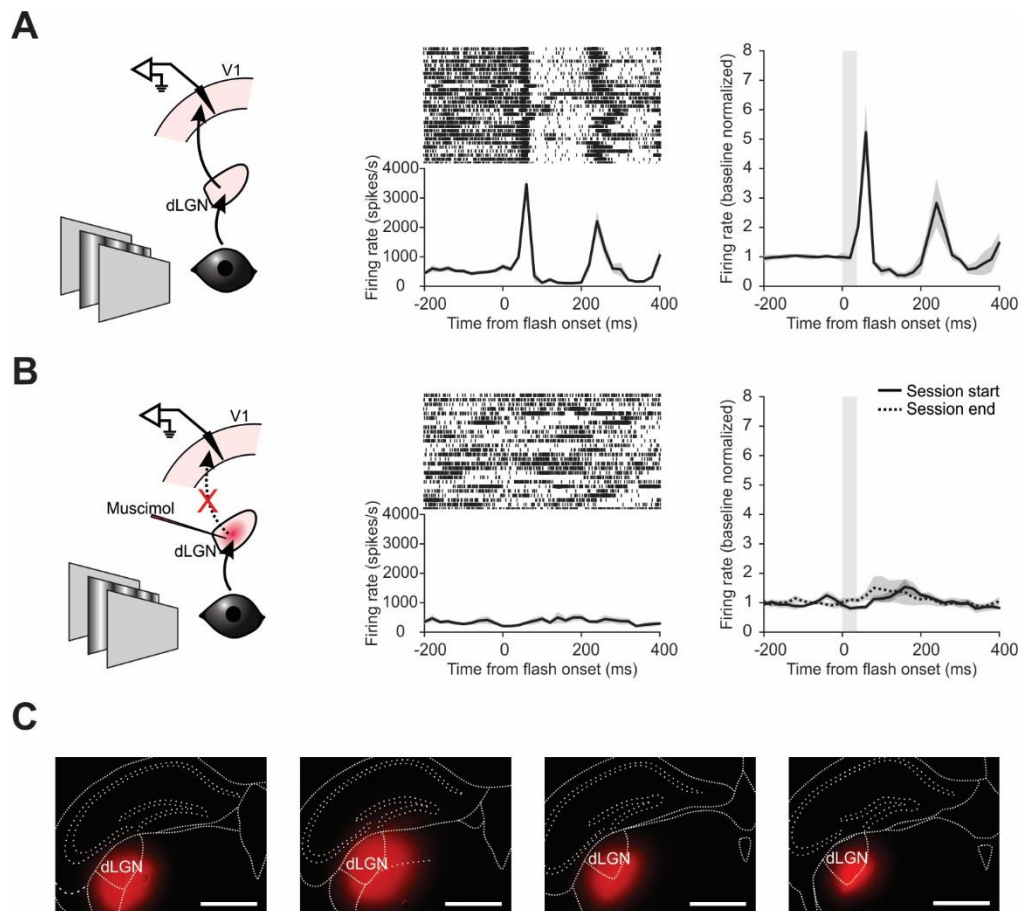 A
V1
dLGN
Firing rate (spikes/s)
4000
3000
2000
1000
0
-200
0
200
400
Time from flash onset (ms)
Firing rate (baseline normalized)
8
7
6
5
4
3
2
1
0
-200
0
200
400
Time from flash onset (ms)
B
V1
Muscimol
X
dLGN
Firing rate (spikes/s)
4000
3000
2000
1000
0
-200
0
200
400
Time from flash onset (ms)
Session start
Session end
Firing rate (baseline normalized)
8
7
6
5
4
3
2
1
0
-200
0
200
400
Time from flash onset (ms)
C
dLGN
dLGN
dLGN
dLGN